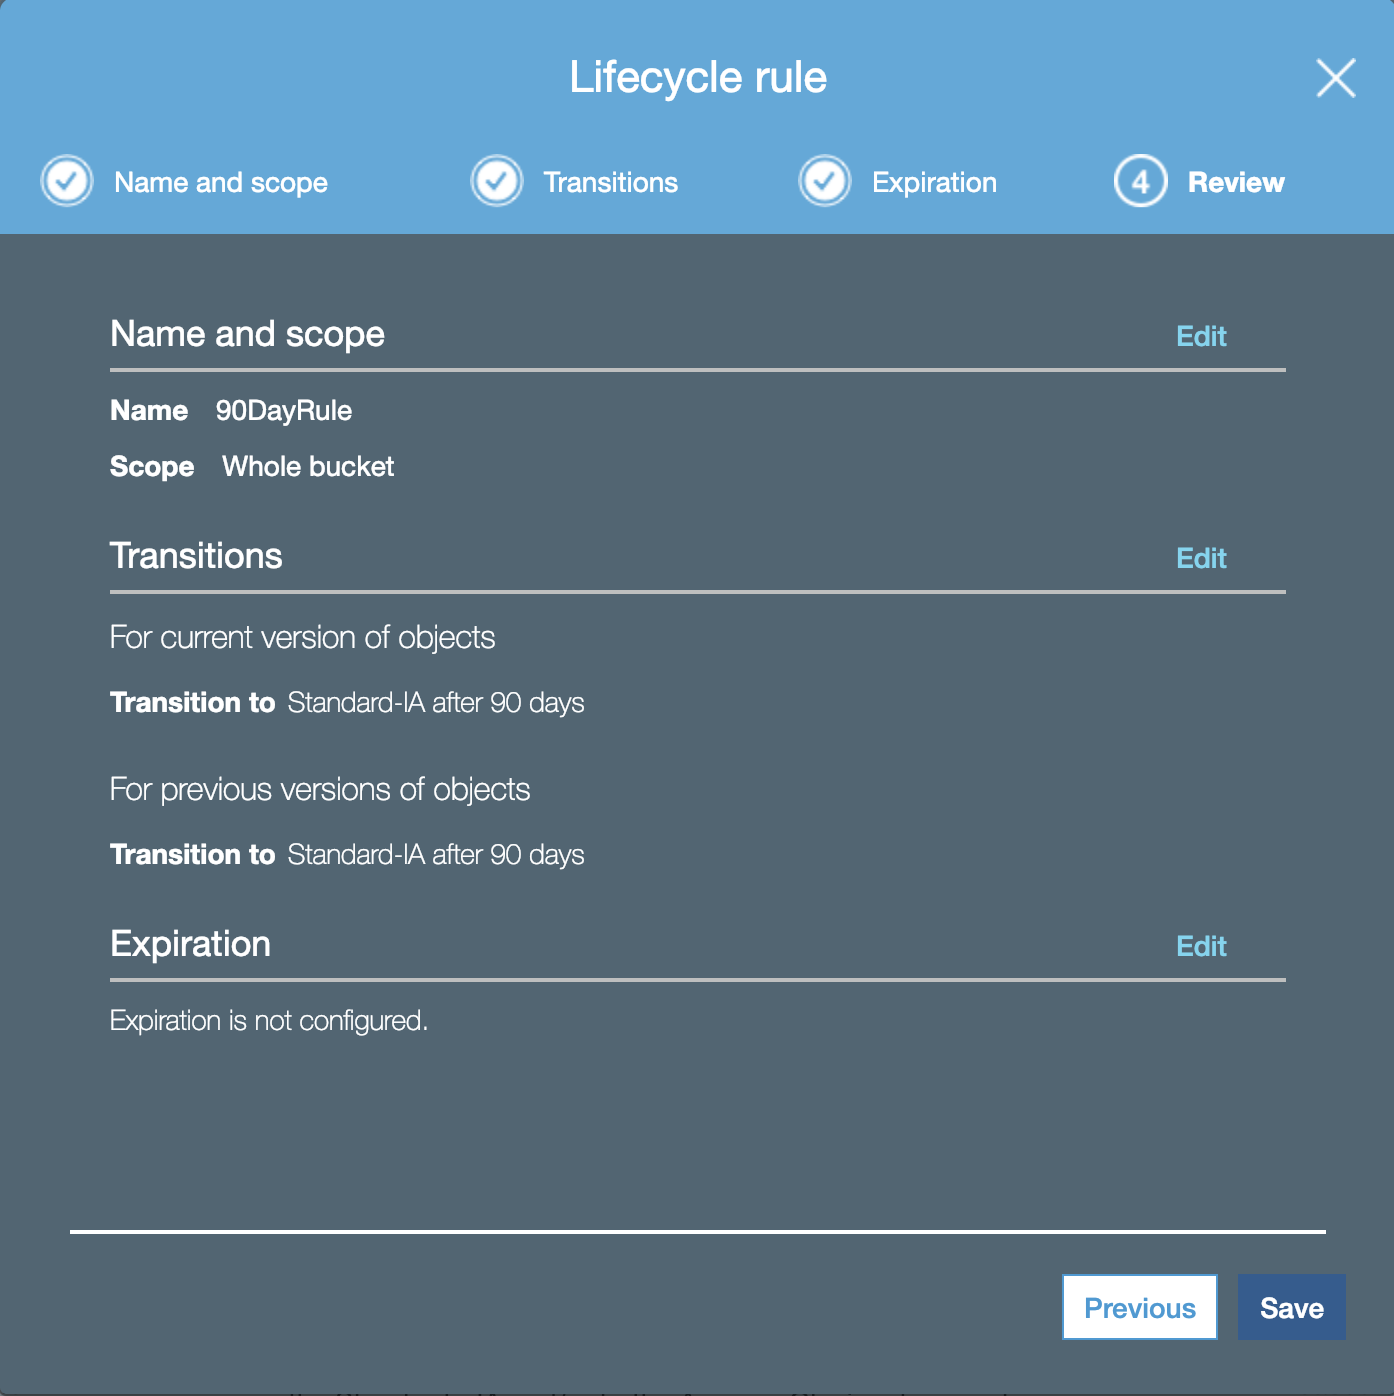 Lifecycle rule
Name and scope
Transitions
Expiration
4 Review
Name and scope Edit
Name 90DayRule
Scope Whole bucket
Transitions Edit
For current version of objects
Transition to Standard-IA after 90 days
For previous versions of objects
Transition to Standard-IA after 90 days
Expiration Edit
Expiration is not configured.
Previous Save